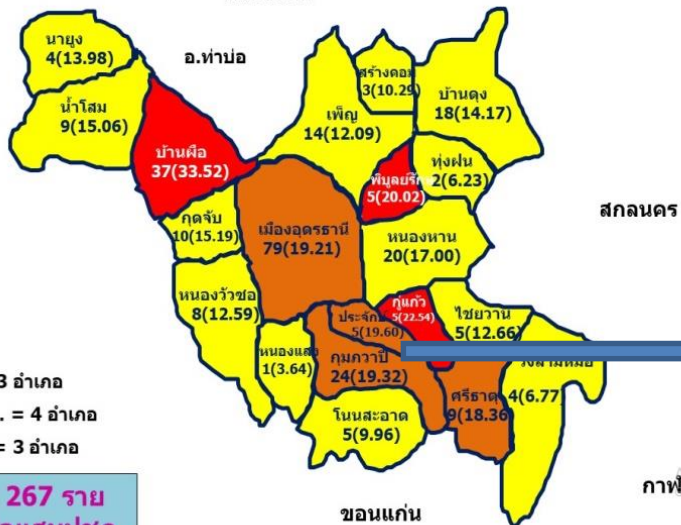 นายูง
4(13.98)
อ.ท่าบ่อ
น้ำโสม
9(15.06)
สร้างคอม
3(10.29)
บ้านดุง
18(14.17)
เพ็ญ
14(12.09)
บ้านผือ
37(33.52)
ทุ่งฝน
2(6.23)
พิบูลย์รักษ์
5(20.02)
สกลนคร
กุดจับ
10(15.19)
เมืองอุดรธานี
79(19.21)
หนองหาน
20(17.00)
หนองวัวซอ
8(12.59)
กู่แก้ว
5(22.54)
ไชยวาน
5(12.66)
ประจักษ์
5(19.60)
หนองแสง
1(3.64)
กุมภวาปี
24(19.32)
วังสามหมอ
4(6.77)
ศรีธาตุ
9(18.36)
โนนสะอาด
5(9.96)
3 อำเภอ
. = 4 อำเภอ
= 3 อำเภอ
267 ราย
ขอนแก่น
กาฬ